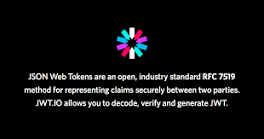 JSON Web Tokens are an open, industry standard RFC 7519
method for representing claims securely between two parties.
JWT.IO allows you to decode, verify and generate JWT.